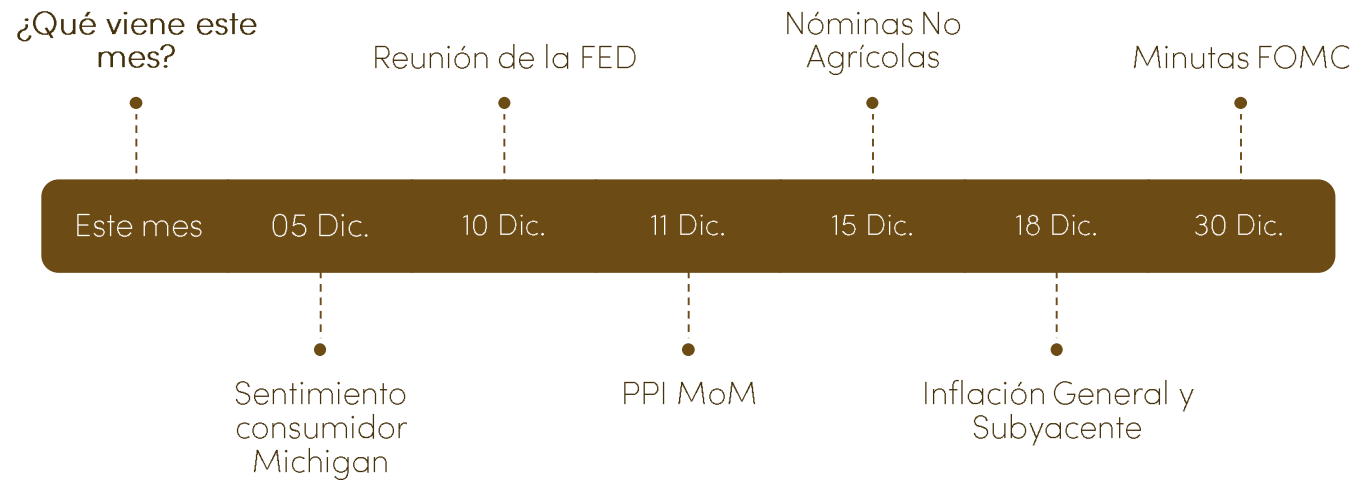 ¿Qué viene este
mes?
Reunión de la FED
Nóminas No
Agrícolas
Minutas FOMC
Este mes
05 Dic.
10 Dic.
11 Dic.
15 Dic.
18 Dic.
30 Dic.
Sentimiento
consumidor
Michigan
PPI MoM
Inflación General y
Subyacente